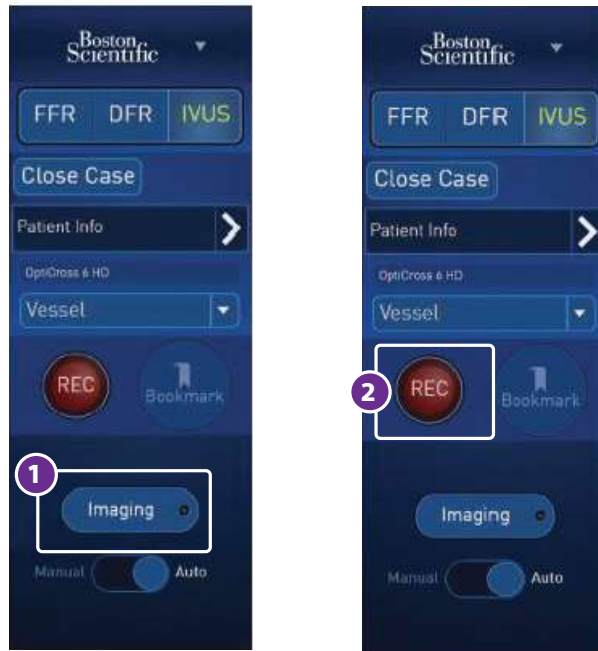 Boston
Scientific
FFR DFR IVUS
Close Case
Patient Info
OptiCross 6 HD
Vessel
REC
Bookmark
1
Imaging
Manual Auto
Boston
Scientific
FFR DFR IVUS
Close Case
Patient Info
OptiCross 6 HD
Vessel
2
REC
Bookmark
Imaging
Manual Auto